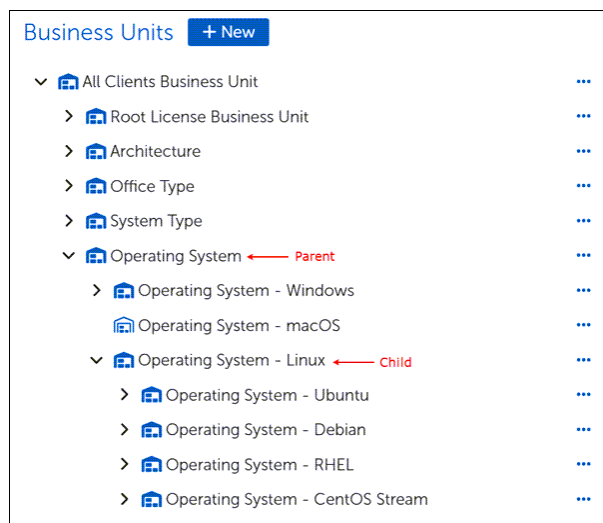 Business Units + New
All Clients Business Unit
Root License Business Unit
Architecture
Office Type
System Type
Operating System Parent
Operating System - Windows
Operating System - macOS
Operating System - Linux Child
Operating System - Ubuntu
Operating System - Debian
Operating System - RHEL
Operating System - CentOS Stream